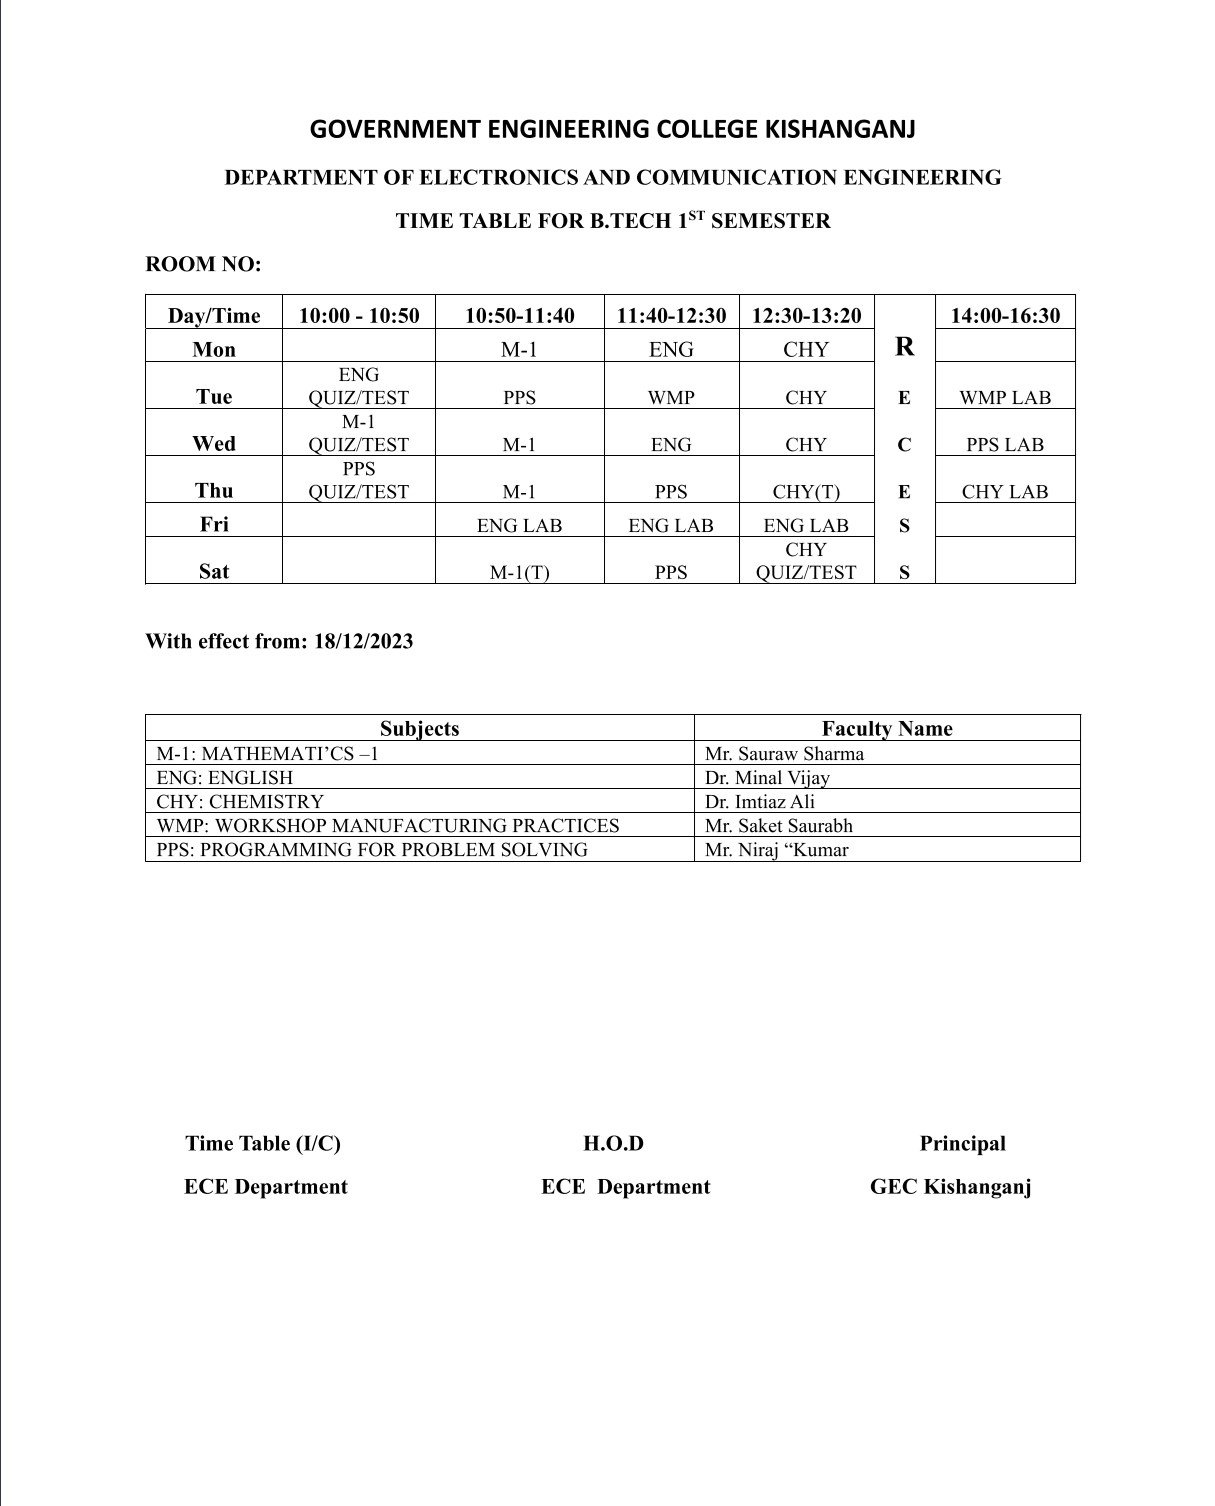 GOVERNMENT ENGINEERING COLLEGE KISHANGANJ
DEPARTMENT OF ELECTRONICS AND COMMUNICATION ENGINEERING
TIME TABLE FOR B.TECH 1ST SEMESTER
ROOM NO:
Day/Time 10:00 - 10:50 10:50-11:40 11:40-12:30 12:30-13:20 14:00-16:30
Mon M-1 ENG CHY R
ENG
Tue QUIZ/TEST PPS WMP CHY E WMP LAB
M-1
Wed QUIZ/TEST M-1 ENG CHY C PPS LAB
PPS
Thu QUIZ/TEST M-1 PPS CHY(T) E CHY LAB
Fri ENG LAB ENG LAB ENG LAB S
CHY
Sat M-1(T) PPS QUIZ/TEST S
With effect from: 18/12/2023
Subjects Faculty Name
M-1: MATHEMATI’CS –1 Mr. Sauraw Sharma
ENG: ENGLISH Dr. Minal Vijay
CHY: CHEMISTRY Dr. Imtiaz Ali
WMP: WORKSHOP MANUFACTURING PRACTICES Mr. Saket Saurabh
PPS: PROGRAMMING FOR PROBLEM SOLVING Mr. Niraj “Kumar
Time Table (I/C) H.O.D Principal
ECE Department ECE Department GEC Kishanganj